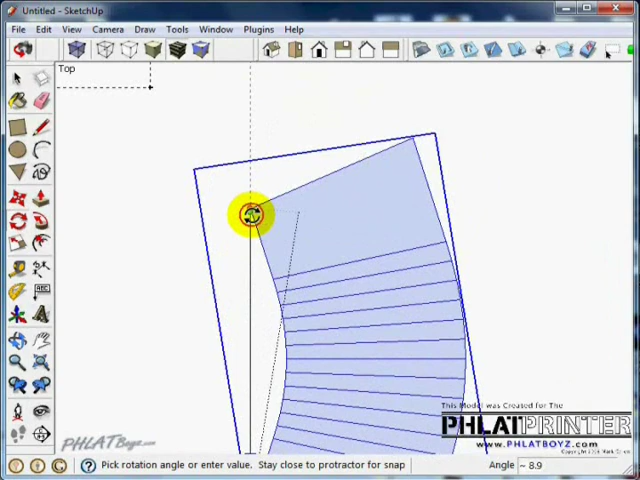 Untitled - SketchUp
File Edit View Camera Draw Tools Window Plugins Help
Top
ABC
A
This Model was Created For The
PHLATPRINTER
www.PHLATBOYZ.com
PHLATBoyz.com
Pick rotation angle or enter value. Stay close to protractor for snap Angle ~ 8.9